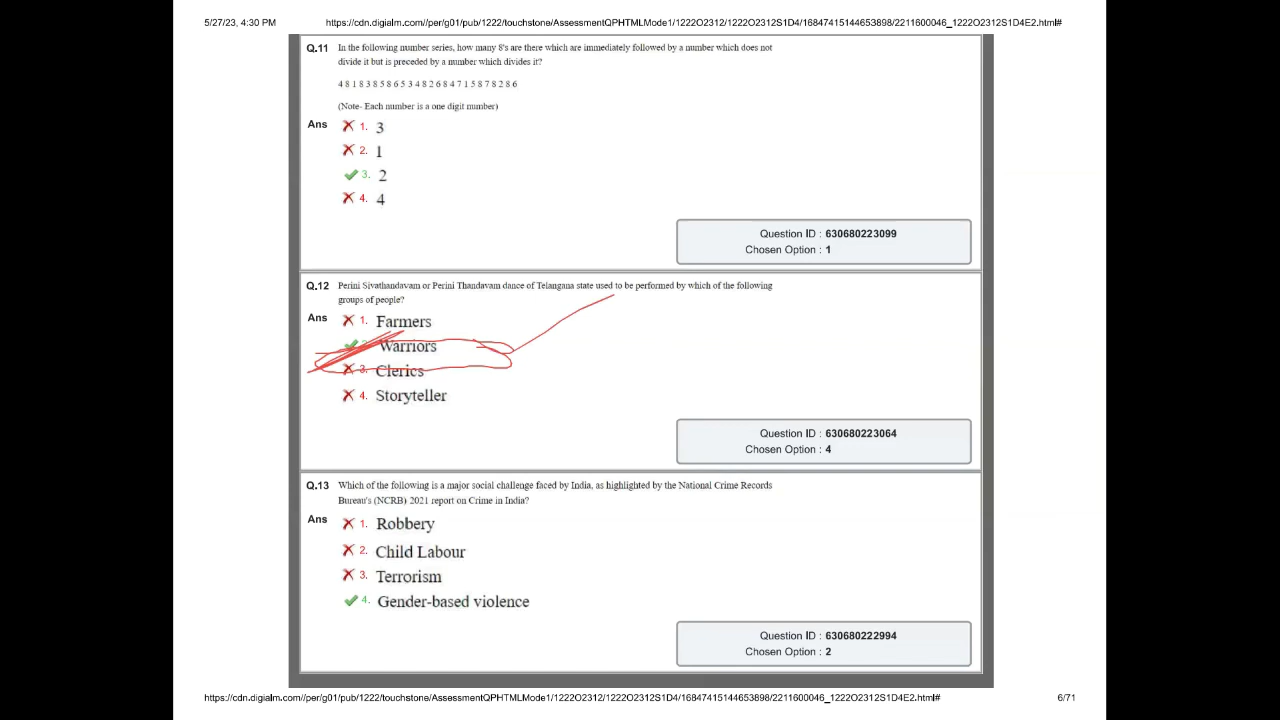 5/27/23, 4:30 PM
https://cdn.digialm.com//per/g01/pub/1222/touchstone/AssessmentQPHTMLMode1/1222O2312/1222O2312S1D4/16847415144653898/2211600046_1222O2312S1D4E2.html#
Q.11 In the following number series, how many 8's are there which are immediately followed by a number which does not
divide it but is preceded by a number which divides it?
4 8 1 8 3 8 5 8 6 5 3 4 8 2 6 8 4 7 1 5 8 7 8 2 8 6
(Note- Each number is a one digit number)
Ans 1. 3
2. 1
3. 2
4. 4
Question ID : 630680223099
Chosen Option : 1
Q.12 Perini Sivathandavam or Perini Thandavam dance of Telangana state used to be performed by which of the following
groups of people?
Ans 1. Farmers
Warriors
3. Clerics
4. Storyteller
Question ID : 630680223064
Chosen Option : 4
Q.13 Which of the following is a major social challenge faced by India, as highlighted by the National Crime Records
Bureau's (NCRB) 2021 report on Crime in India?
Ans 1. Robbery
2. Child Labour
3. Terrorism
4. Gender-based violence
Question ID : 630680222994
Chosen Option : 2
https://cdn.digialm.com//per/g01/pub/1222/touchstone/AssessmentQPHTMLMode1/1222O2312/1222O2312S1D4/16847415144653898/2211600046_1222O2312S1D4E2.html#
6/71